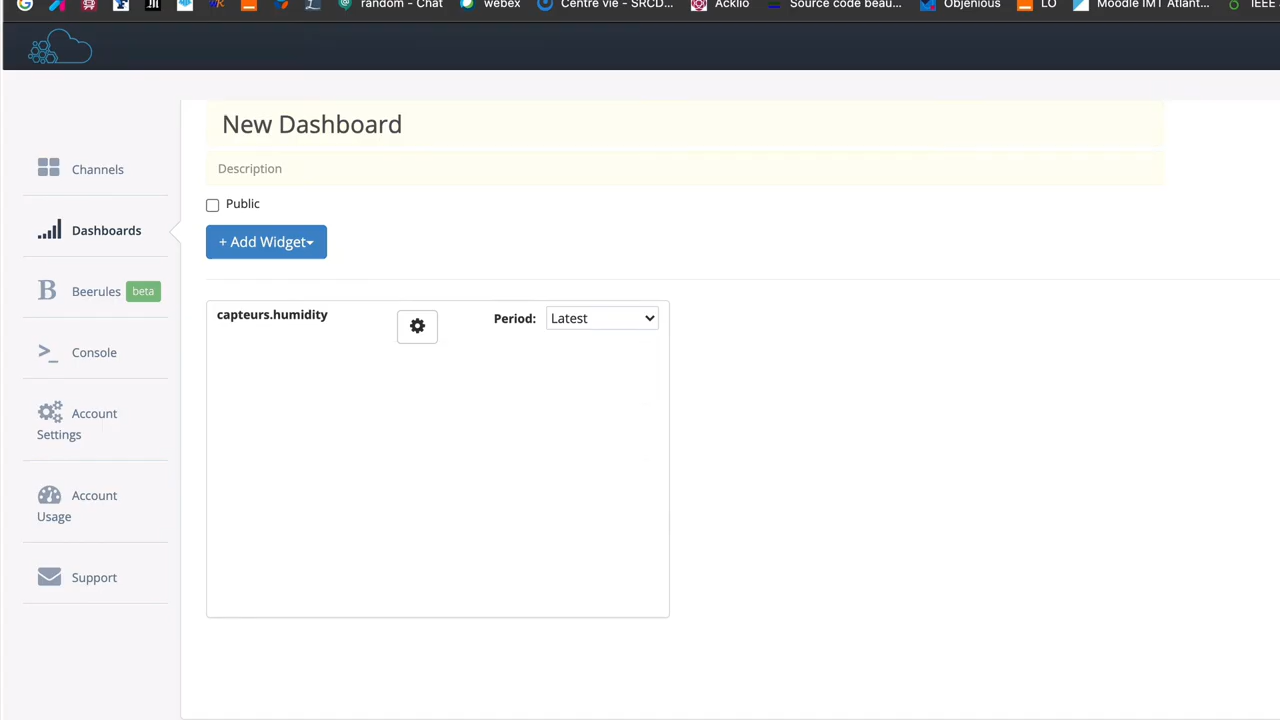 random - Chat webex Centre vie – SRCD... Acklio Source code beau... Objenious LO Moodle IMT Atlant... IEEE
New Dashboard
Description
Public
+ Add Widget
Channels
Dashboards
Beerules beta
Console
Account
Settings
Account
Usage
Support
capteurs.humidity
Period: Latest